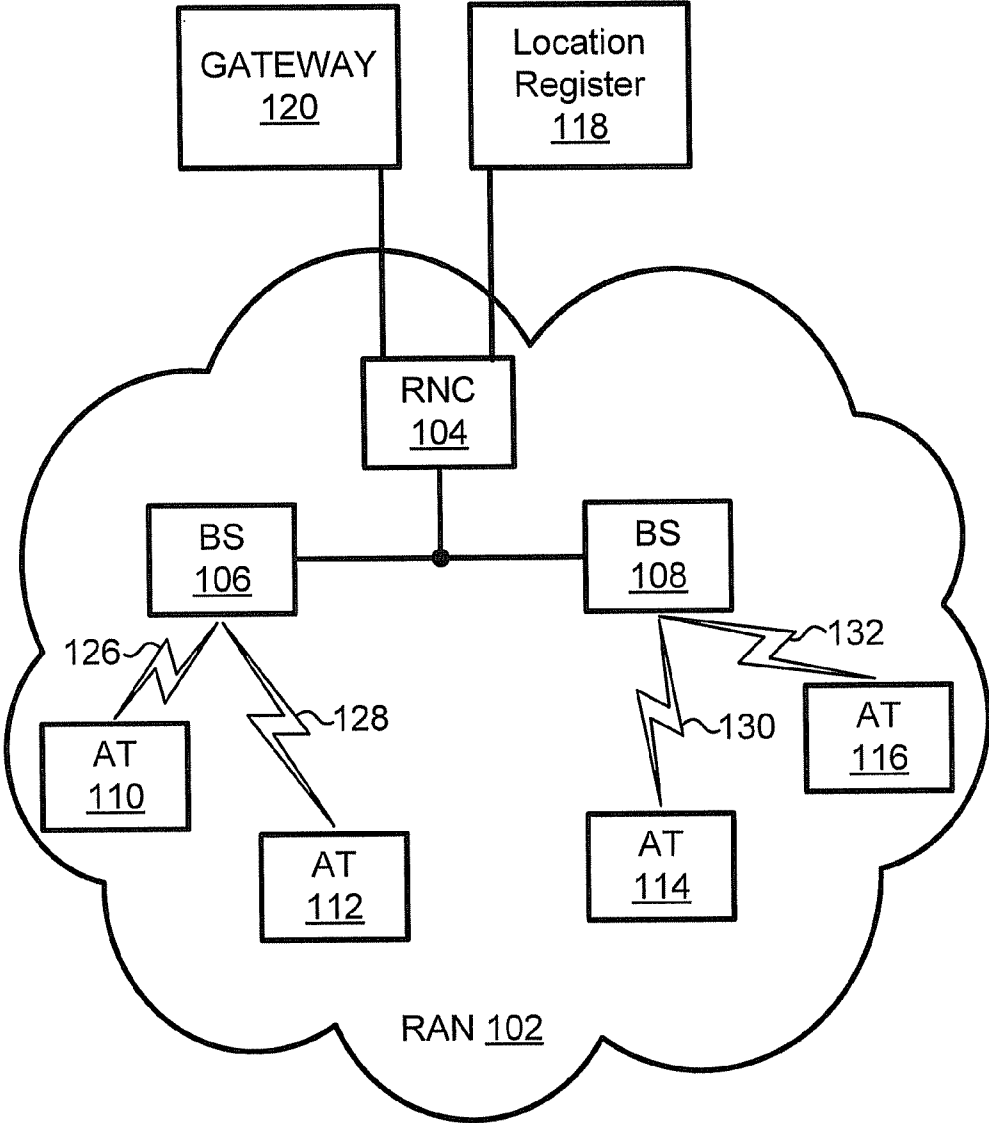 GATEWAY
120
Location
Register
118
RNC
104
BS
106
BS
108
126
128
130
132
AT
110
AT
112
AT
114
AT
116
RAN 102